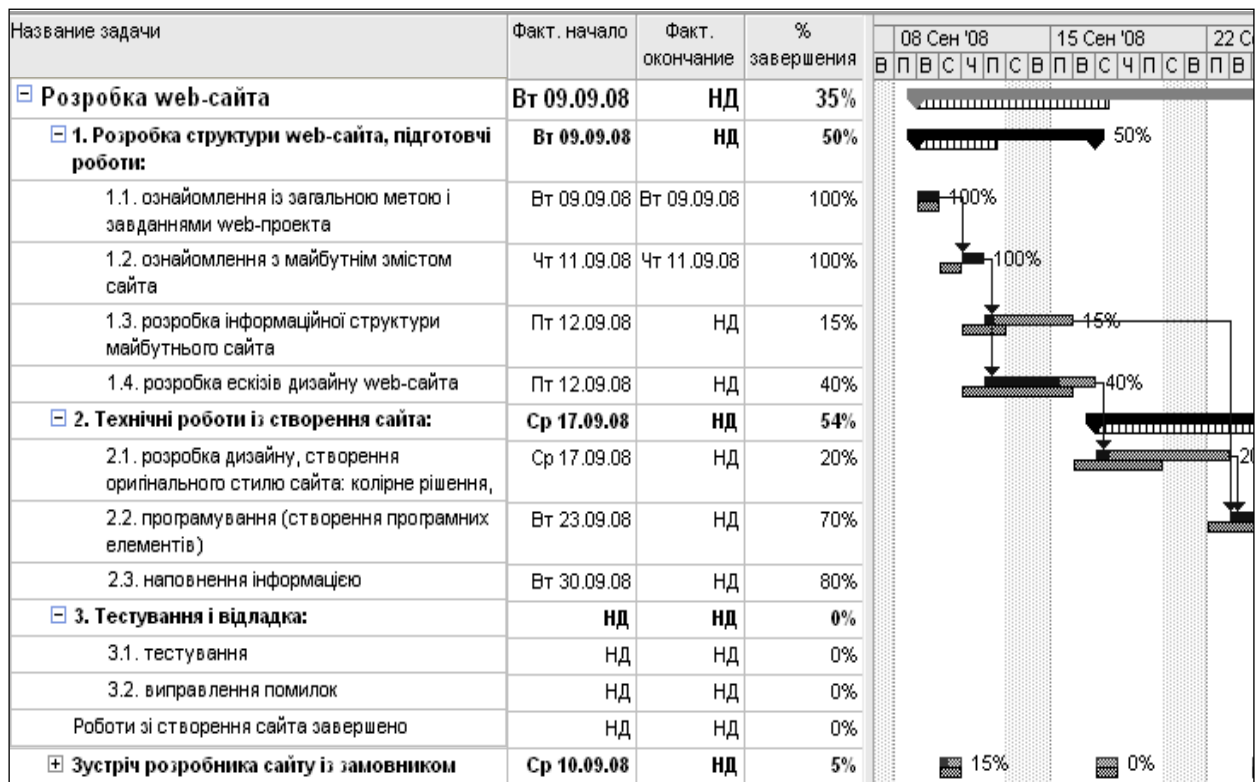 Название задачи Факт. начало Факт. % 08 Сен '08 15 Сен '08 22 С
окончание завершения В П В С Ч П С В П В С Ч П С В П В
Розробка web-сайта Вт 09.09.08 НД 35%
1. Розробка структури web-сайта, підготовчі Вт 09.09.08 НД 50% 50%
роботи:
1.1. ознайомлення із загальною метою і Вт 09.09.08 Вт 09.09.08 100% 100%
завданнями web-проекта
1.2. ознайомлення з майбутнім змістом Чт 11.09.08 Чт 11.09.08 100% 100%
сайта
1.3. розробка інформаційної структури Пт 12.09.08 НД 15% 15%
майбутнього сайта
1.4. розробка ескізів дизайну web-сайта Пт 12.09.08 НД 40% 40%
2. Технічні роботи із створення сайта: Ср 17.09.08 НД 54%
2.1. розробка дизайну, створення Ср 17.09.08 НД 20% 20
оригінального стилю сайта: колірне рішення,
2.2. програмування (створення програмних Вт 23.09.08 НД 70%
елементів)
2.3. наповнення інформацією Вт 30.09.08 НД 80%
3. Тестування і відладка: НД НД 0%
3.1. тестування НД НД 0%
3.2. виправлення помилок НД НД 0%
Роботи зі створення сайта завершено НД НД 0%
Зустріч розробника сайту із замовником Ср 10.09.08 НД 5% 15% 0%